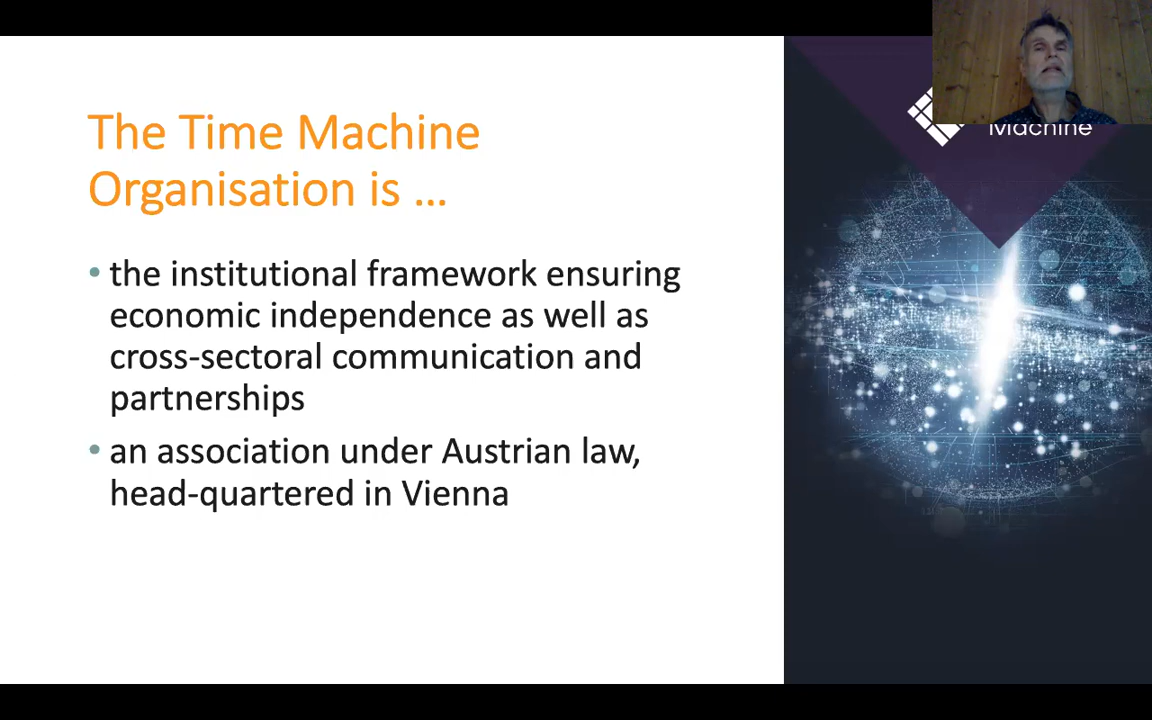 The Time Machine
Organisation is ...
• the institutional framework ensuring
economic independence as well as
cross-sectoral communication and
partnerships
• an association under Austrian law,
head-quartered in Vienna
Machine